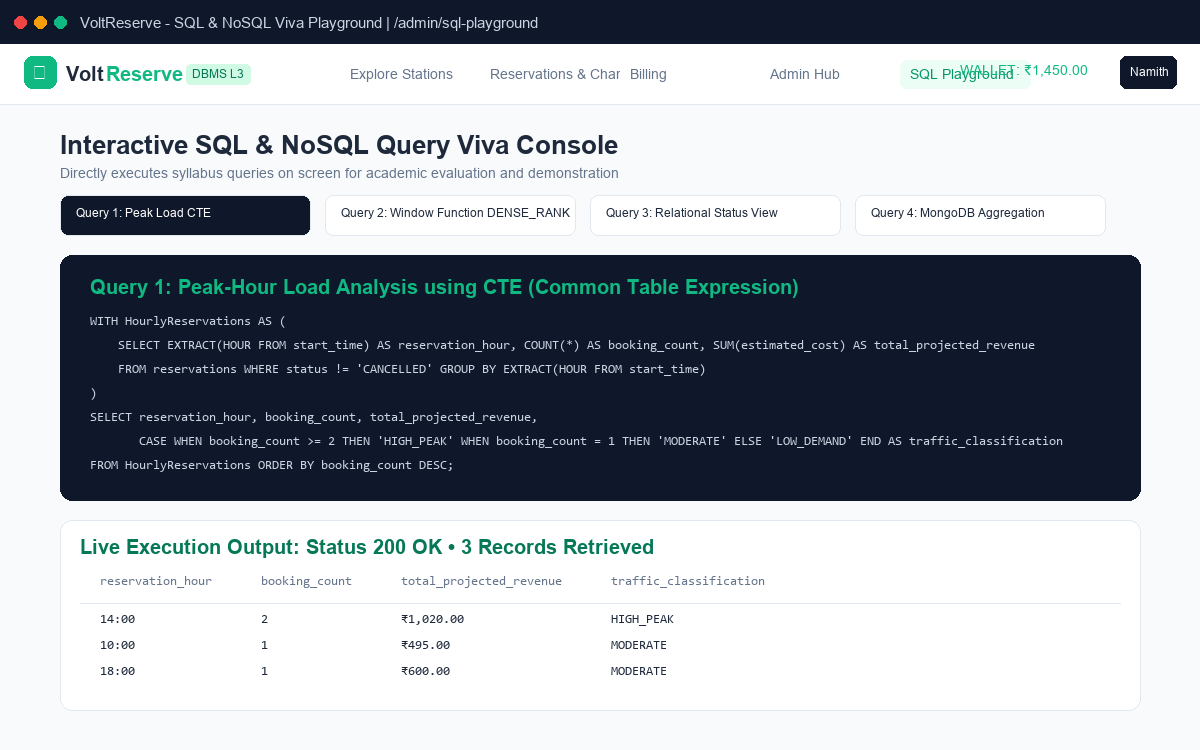 VoltReserve - SQL & NoSQL Viva Playground | /admin/sql-playground
VoltReserve DBMS L3 Explore Stations Reservations & Char Billing Admin Hub SQL Playground WALLET: ₹1,450.00 Namith
Interactive SQL & NoSQL Query Viva Console
Directly executes syllabus queries on screen for academic evaluation and demonstration
Query 1: Peak Load CTE Query 2: Window Function DENSE_RANK Query 3: Relational Status View Query 4: MongoDB Aggregation
Query 1: Peak-Hour Load Analysis using CTE (Common Table Expression)
WITH HourlyReservations AS (
SELECT EXTRACT(HOUR FROM start_time) AS reservation_hour, COUNT(*) AS booking_count, SUM(estimated_cost) AS total_projected_revenue
FROM reservations WHERE status != 'CANCELLED' GROUP BY EXTRACT(HOUR FROM start_time)
)
SELECT reservation_hour, booking_count, total_projected_revenue,
CASE WHEN booking_count >= 2 THEN 'HIGH_PEAK' WHEN booking_count = 1 THEN 'MODERATE' ELSE 'LOW_DEMAND' END AS traffic_classification
FROM HourlyReservations ORDER BY booking_count DESC;
Live Execution Output: Status 200 OK • 3 Records Retrieved
reservation_hour booking_count total_projected_revenue traffic_classification
14:00 2 ₹1,020.00 HIGH_PEAK
10:00 1 ₹495.00 MODERATE
18:00 1 ₹600.00 MODERATE